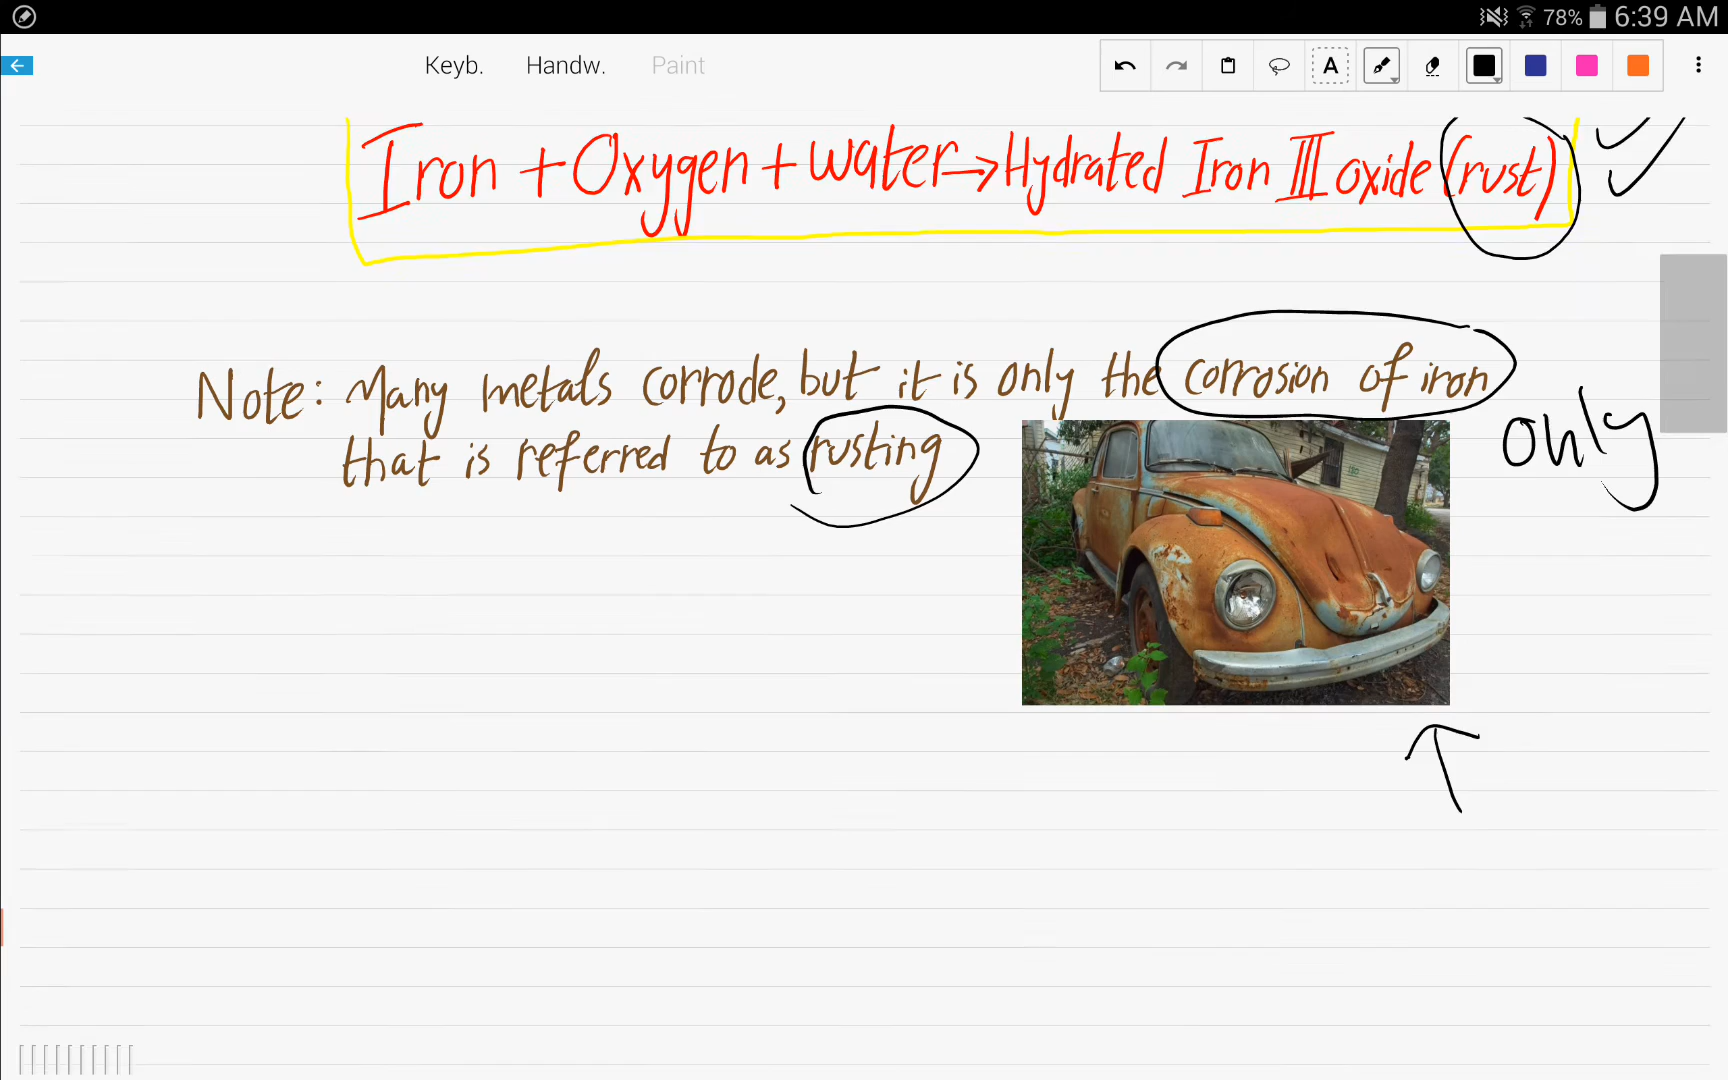 78% 6:39 AM
Keyb. Handw. Paint
A
Iron + Oxygen + water → Hydrated Iron III oxide (rust)
Note: Many metals corrode, but it is only the corrosion of iron
only
that is referred to as rusting